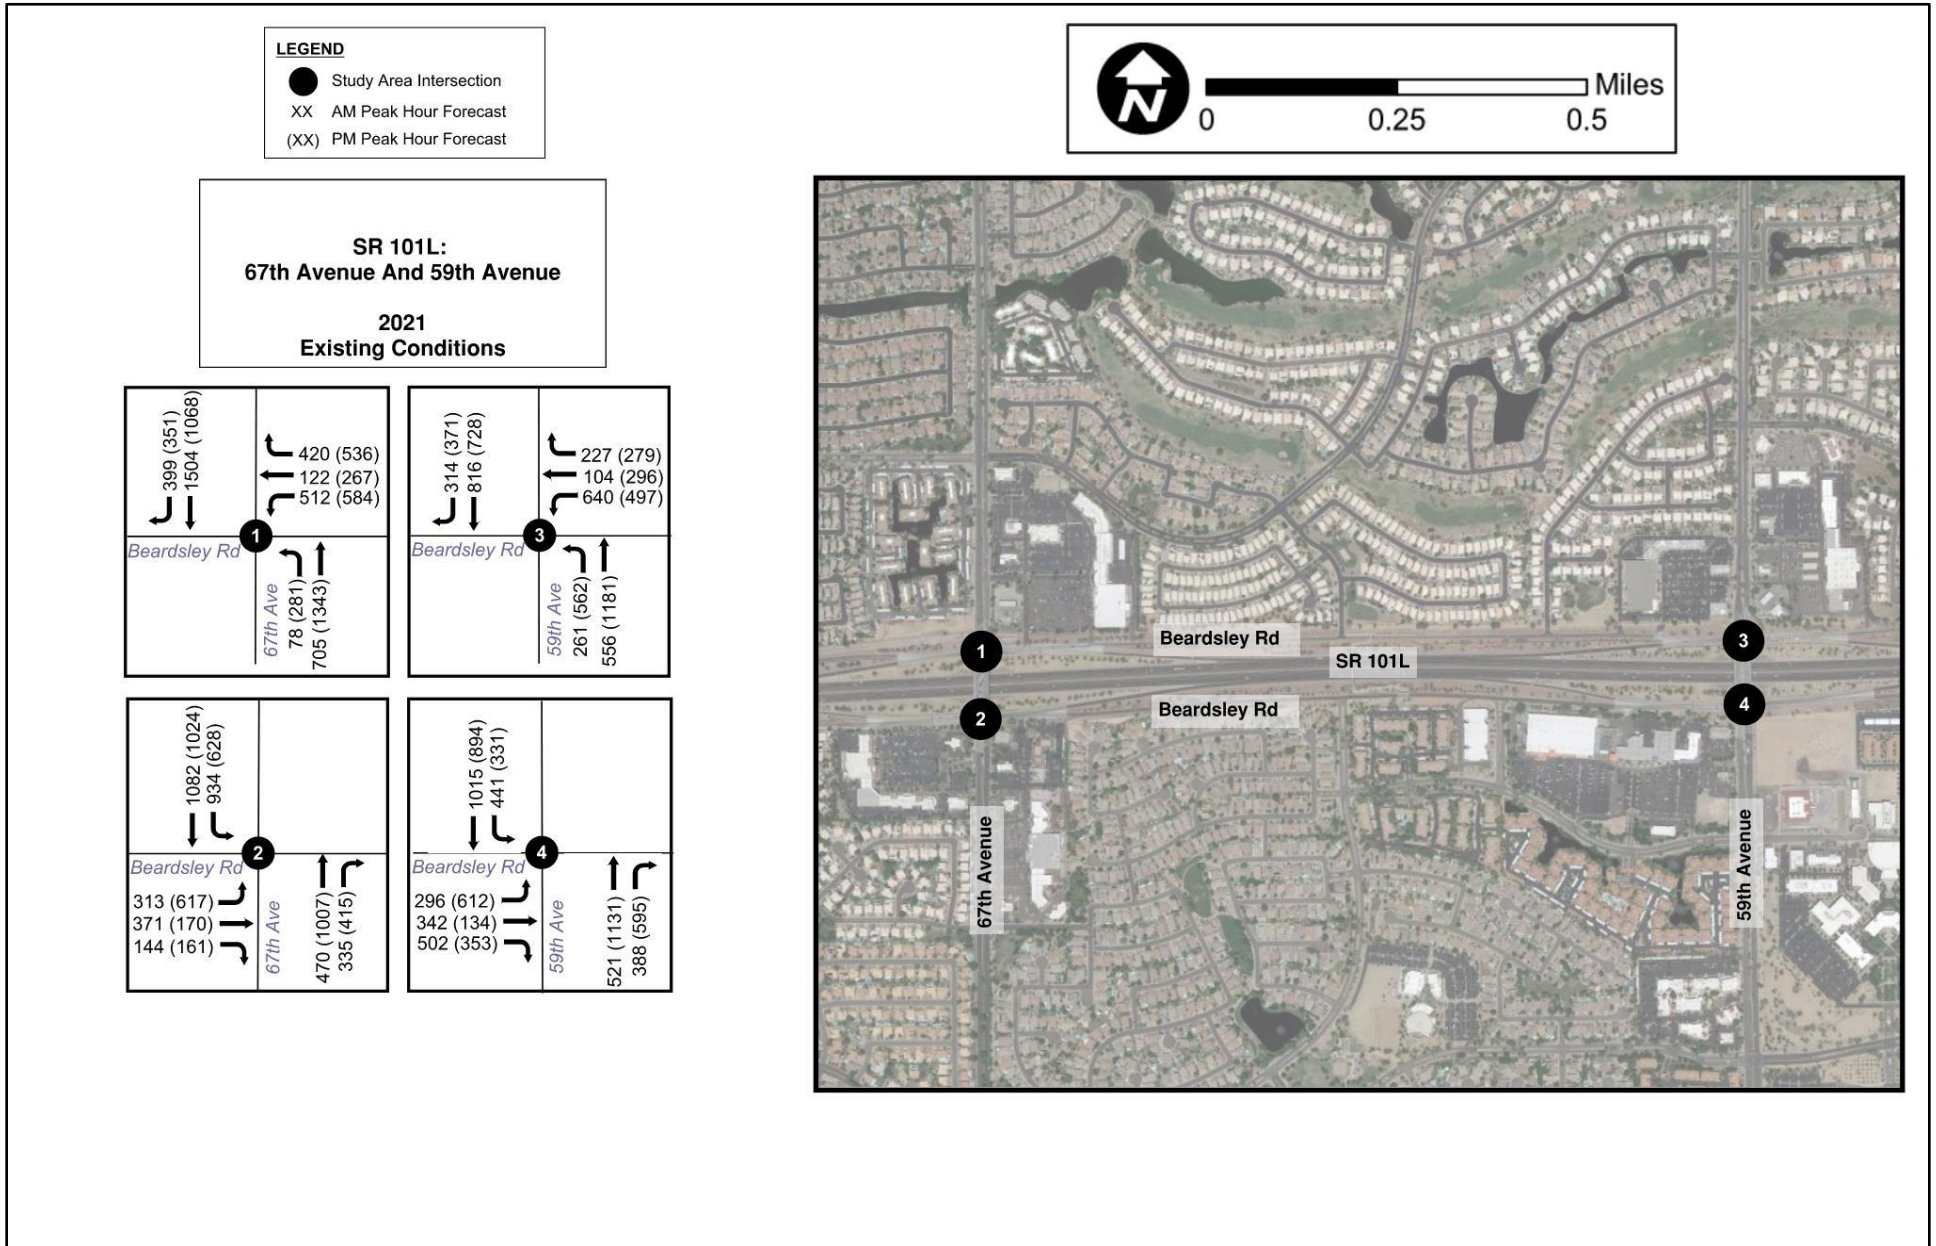 LEGEND
Study Area Intersection
XX AM Peak Hour Forecast
(XX) PM Peak Hour Forecast
N
Miles
0 0.25 0.5
SR 101L:
67th Avenue And 59th Avenue
2021
Existing Conditions
399 (351)
1504 (1068)
420 (536)
122 (267)
512 (584)
1
Beardsley Rd
67th Ave
78 (281)
705 (1343)
314 (371)
816 (728)
227 (279)
104 (296)
640 (497)
3
Beardsley Rd
59th Ave
261 (562)
556 (1181)
1082 (1024)
934 (628)
2
Beardsley Rd
313 (617)
371 (170)
144 (161)
67th Ave
470 (1007)
335 (415)
1015 (894)
441 (331)
4
Beardsley Rd
296 (612)
342 (134)
502 (353)
59th Ave
521 (1131)
388 (595)
1
Beardsley Rd
3
SR 101L
2
Beardsley Rd
4
67th Avenue
59th Avenue